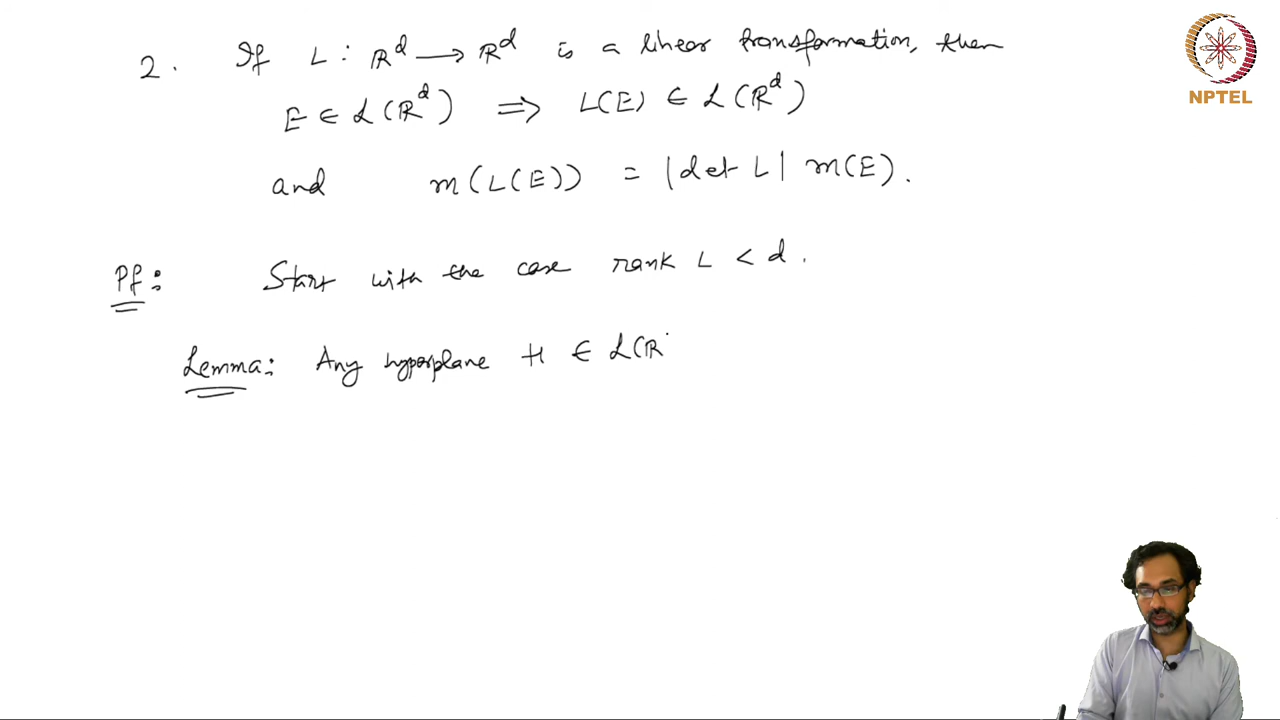 2. If L : ℝ^d ⟶ ℝ^d is a linear transformation, then
E ∈ ℒ(ℝ^d) ⟹ L(E) ∈ ℒ(ℝ^d)
and m(L(E)) = |det L| m(E).
Pf: Start with the case rank L < d.
Lemma: Any hyperplane H ∈ ℒ(ℝ
NPTEL